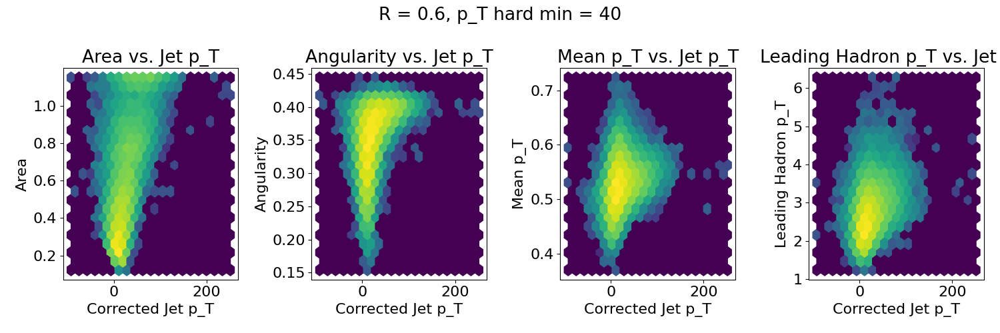 R = 0.6, p_T hard min = 40
Area vs. Jet p_T
Area
1.0
0.8
0.6
0.4
0.2
0
200
Corrected Jet p_T
Angularity vs. Jet p_T
Angularity
0.45
0.40
0.35
0.30
0.25
0.20
0.15
0
200
Corrected Jet p_T
Mean p_T vs. Jet p_T
Mean p_T
0.7
0.6
0.5
0.4
0
200
Corrected Jet p_T
Leading Hadron p_T vs. Jet
Leading Hadron p_T
6
5
4
3
2
1
0
200
Corrected Jet p_T